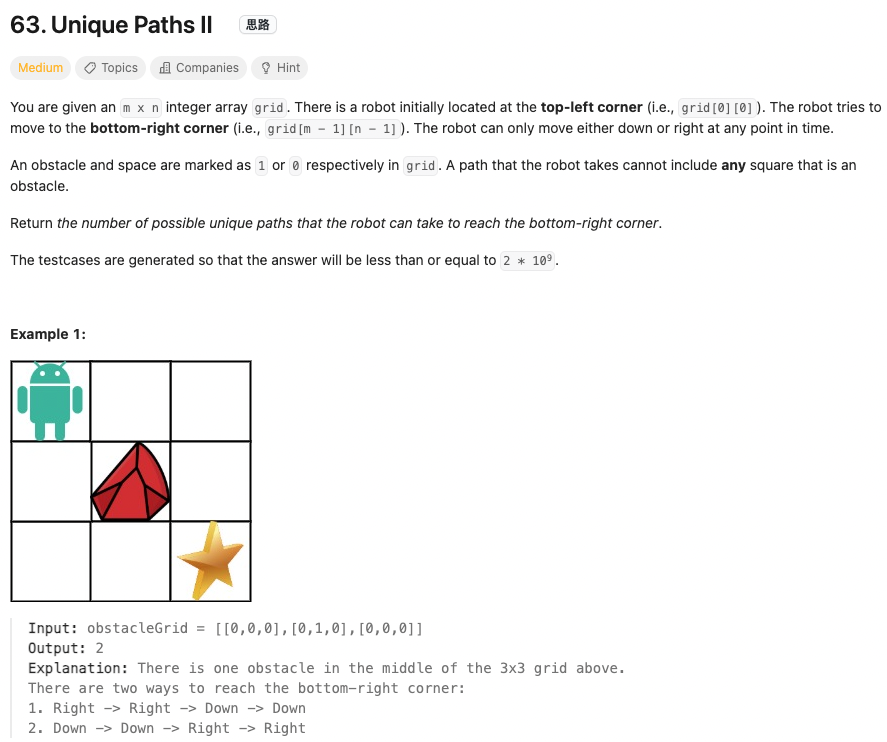 63. Unique Paths II 思路
Medium Topics Companies Hint
You are given an m x n integer array grid. There is a robot initially located at the top-left corner (i.e., grid[0][0]). The robot tries to
move to the bottom-right corner (i.e., grid[m - 1][n - 1]). The robot can only move either down or right at any point in time.
An obstacle and space are marked as 1 or 0 respectively in grid. A path that the robot takes cannot include any square that is an
obstacle.
Return the number of possible unique paths that the robot can take to reach the bottom-right corner.
The testcases are generated so that the answer will be less than or equal to 2 * 10⁹.
Example 1:
Input: obstacleGrid = [[0,0,0],[0,1,0],[0,0,0]]
Output: 2
Explanation: There is one obstacle in the middle of the 3x3 grid above.
There are two ways to reach the bottom-right corner:
1. Right -> Right -> Down -> Down
2. Down -> Down -> Right -> Right